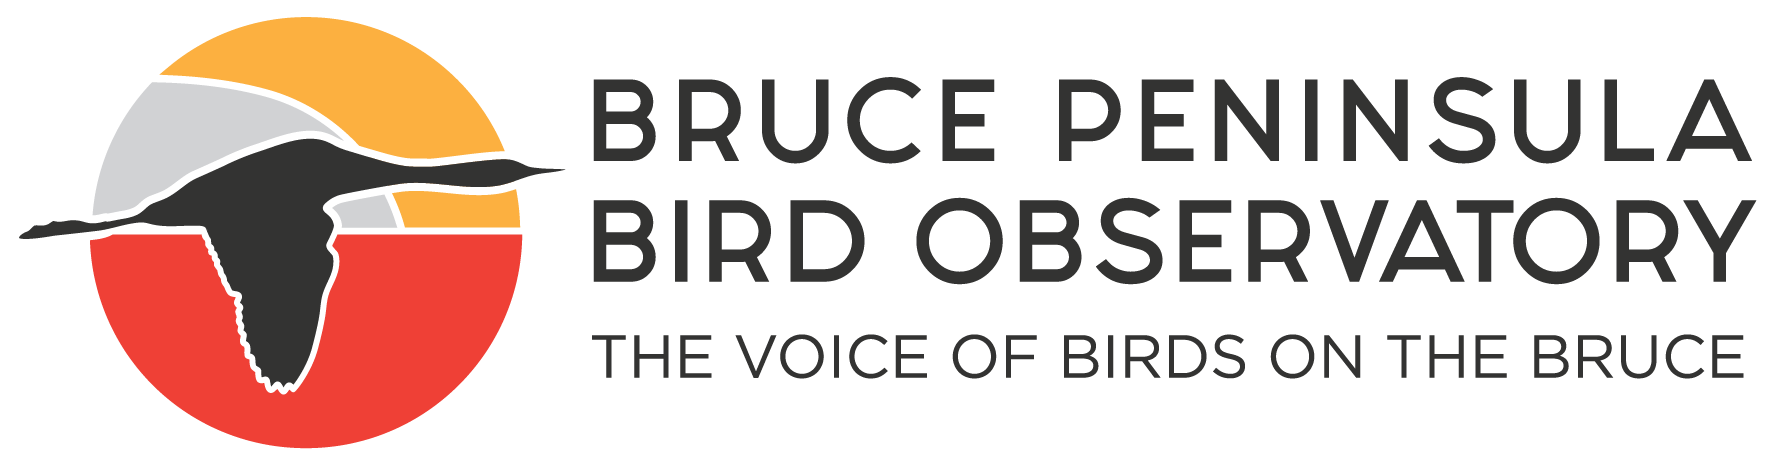 BRUCE PENINSULA
BIRD OBSERVATORY
THE VOICE OF BIRDS ON THE BRUCE